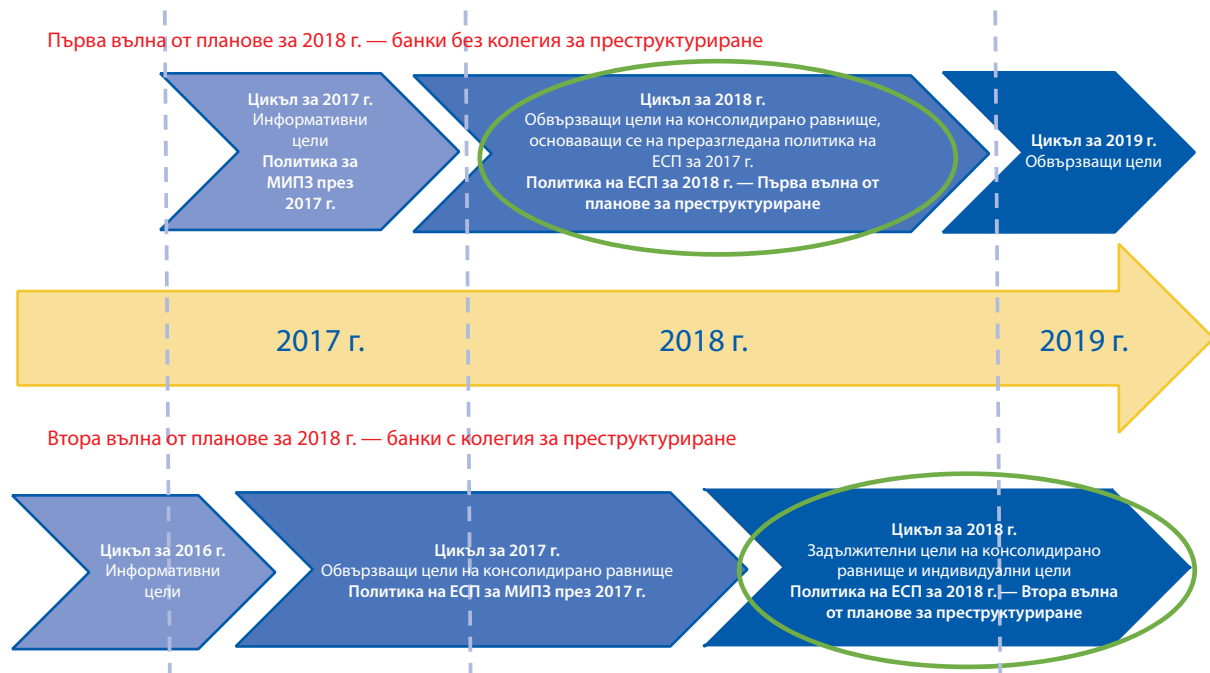 Първа вълна от планове за 2018 г. — банки без колегия за преструктуриране
Цикъл за 2017 г.
Информативни
цели
Политика за
МИПЗ през
2017 г.
Цикъл за 2018 г.
Обвързващи цели на консолидирано равнище,
основаващи се на преразгледана политика на
ЕСП за 2017 г.
Политика на ЕСП за 2018 г. — Първа вълна от
планове за преструктуриране
Цикъл за 2019 г.
Обвързващи цели
2017 г.
2018 г.
2019 г.
Втора вълна от планове за 2018 г. — банки с колегия за преструктуриране
Цикъл за 2016 г.
Информативни
цели
Цикъл за 2017 г.
Обвързващи цели на консолидирано равнище
Политика на ЕСП за МИПЗ през 2017 г.
Цикъл за 2018 г.
Задължителни цели на консолидирано
равнище и индивидуални цели
Политика на ЕСП за 2018 г. — Втора вълна
от планове за преструктуриране